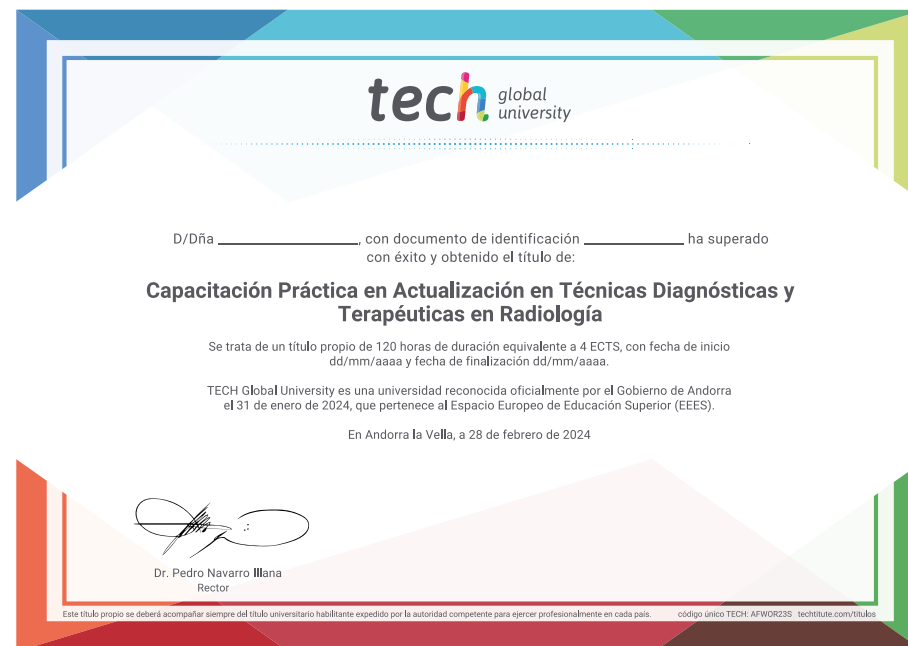 tech global university
D/Dña ____________________, con documento de identificación ______________ ha superado
con éxito y obtenido el título de:
Capacitación Práctica en Actualización en Técnicas Diagnósticas y
Terapéuticas en Radiología
Se trata de un título propio de 120 horas de duración equivalente a 4 ECTS, con fecha de inicio
dd/mm/aaaa y fecha de finalización dd/mm/aaaa.
TECH Global University es una universidad reconocida oficialmente por el Gobierno de Andorra
el 31 de enero de 2024, que pertenece al Espacio Europeo de Educación Superior (EEES).
En Andorra la Vella, a 28 de febrero de 2024
Dr. Pedro Navarro Illana
Rector
Este título propio se deberá acompañar siempre del título universitario habilitante expedido por la autoridad competente para ejercer profesionalmente en cada país. código único TECH: AFWOR23S techtitute.com/titulos